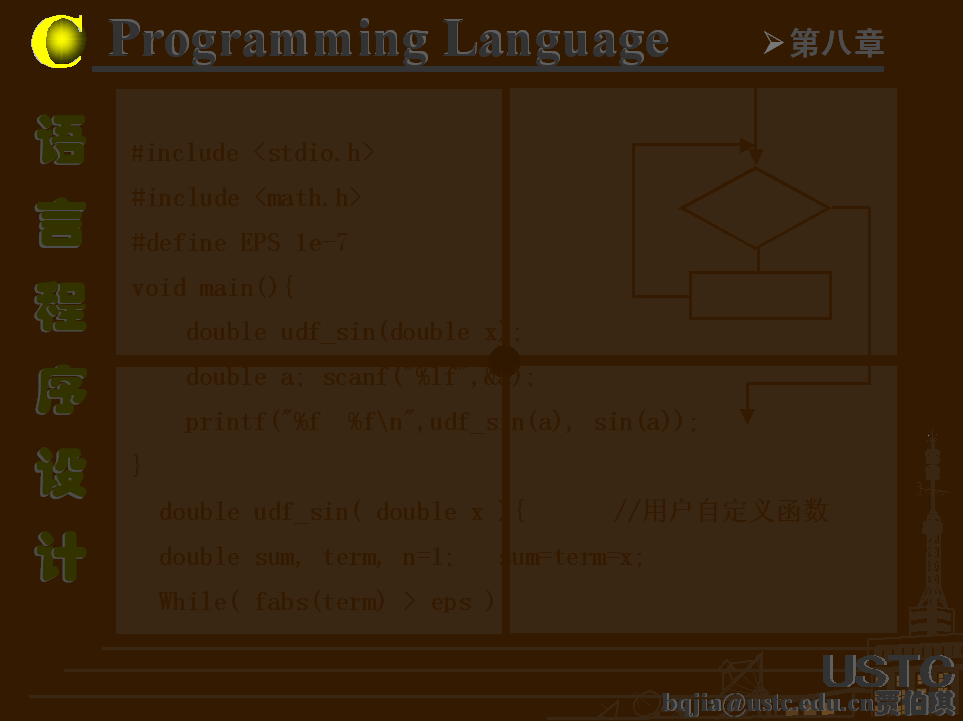 C Programming Language
第八章
语言程序设计
#include <stdio.h>
#include <math.h>
#define EPS 1e-7
void main(){
double udf_sin(double x);
double a; scanf("%lf",&a);
printf("%f  %f\n",udf_sin(a), sin(a));
}
double udf_sin( double x ){ //用户自定义函数
double sum, term, n=1; sum=term=x;
While( fabs(term) > eps )
USTC
bqjia@ustc.edu.cn贾伯琪